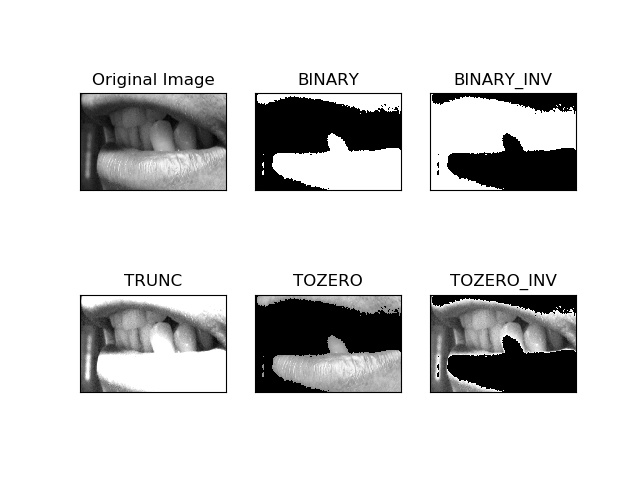 Original Image
BINARY
BINARY_INV
TRUNC
TOZERO
TOZERO_INV